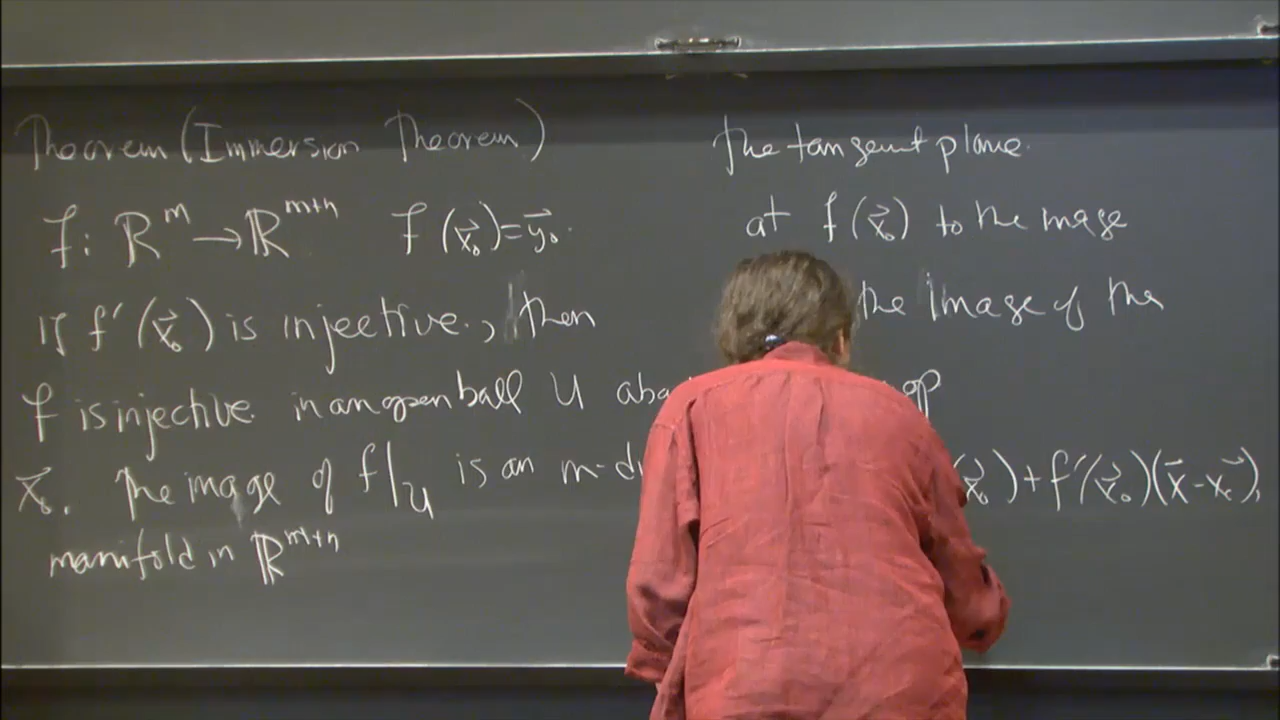 Theorem (Immersion Theorem)
f: ℝ^m → ℝ^{m+n} f(x⃗₀)=y⃗₀.
If f'(x⃗₀) is injective, then
f is injective in an open ball U
x⃗₀. The image of f|_U is an m-
manifold in ℝ^{m+n}
The tangent plane
at f(x⃗₀) to the image
the image of the
(x⃗₀)+f'(x⃗₀)(x⃗-x⃗₀),